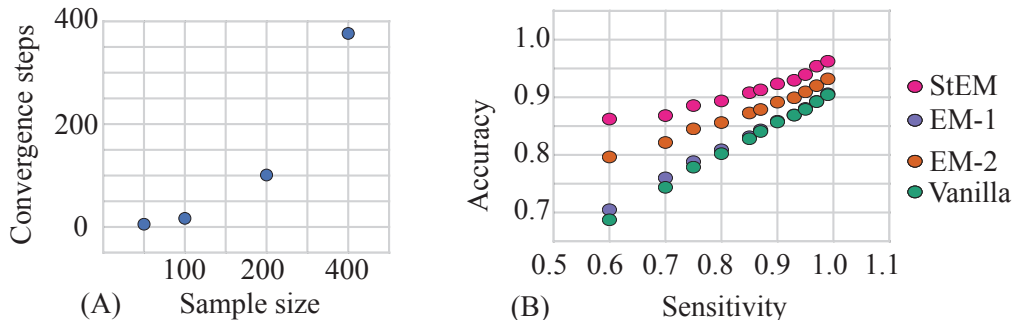 400
200
0
Convergence steps
100 200 400
(A) Sample size
1.0
0.9
0.8
0.7
Accuracy
0.5 0.6 0.7 0.8 0.9 1.0 1.1
(B) Sensitivity
StEM
EM-1
EM-2
Vanilla